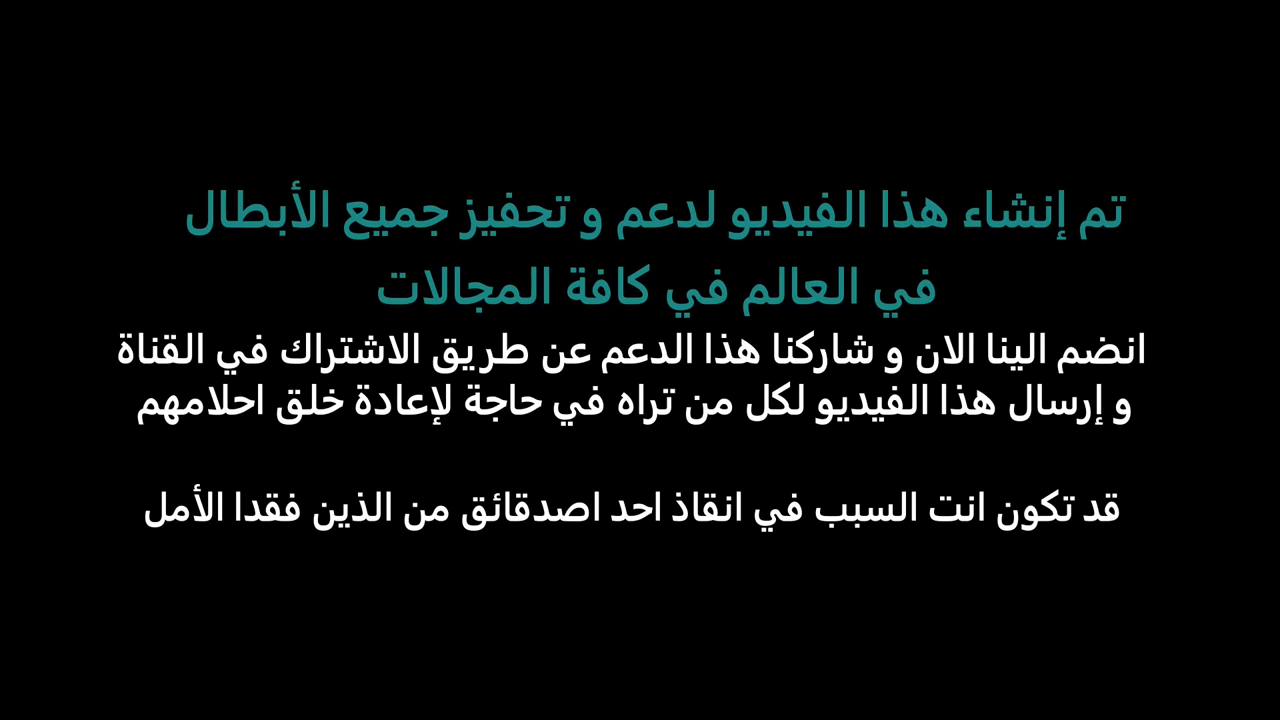 تم إنشاء هذا الفيديو لدعم و تحفيز جميع الأبطال
في العالم في كافة المجالات
انضم الينا الان و شاركنا هذا الدعم عن طريق الاشتراك في القناة
و إرسال هذا الفيديو لكل من تراه في حاجة لإعادة خلق احلامهم
قد تكون انت السبب في انقاذ احد اصدقائق من الذين فقدا الأمل